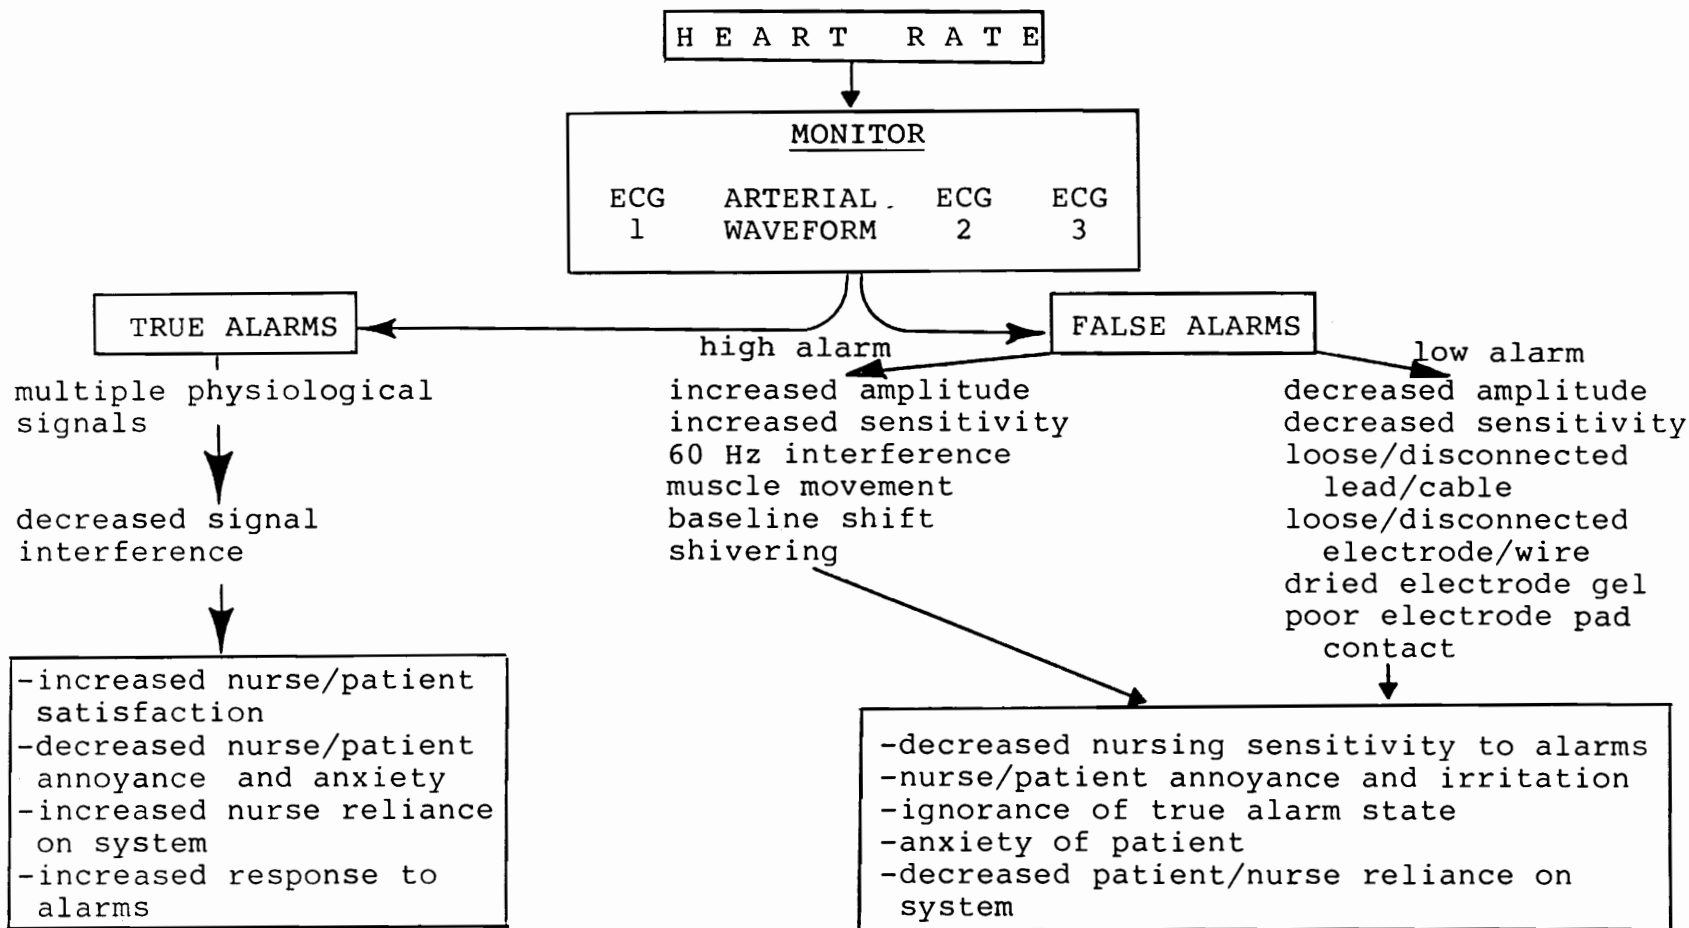 HEART RATE
MONITOR
ECG ARTERIAL ECG ECG
1 WAVEFORM 2 3
TRUE ALARMS
FALSE ALARMS
multiple physiological
signals
decreased signal
interference
-increased nurse/patient
satisfaction
-decreased nurse/patient
annoyance and anxiety
-increased nurse reliance
on system
-increased response to
alarms
high alarm
increased amplitude
increased sensitivity
60 Hz interference
muscle movement
baseline shift
shivering
low alarm
decreased amplitude
decreased sensitivity
loose/disconnected
lead/cable
loose/disconnected
electrode/wire
dried electrode gel
poor electrode pad
contact
-decreased nursing sensitivity to alarms
-nurse/patient annoyance and irritation
-ignorance of true alarm state
-anxiety of patient
-decreased patient/nurse reliance on
system